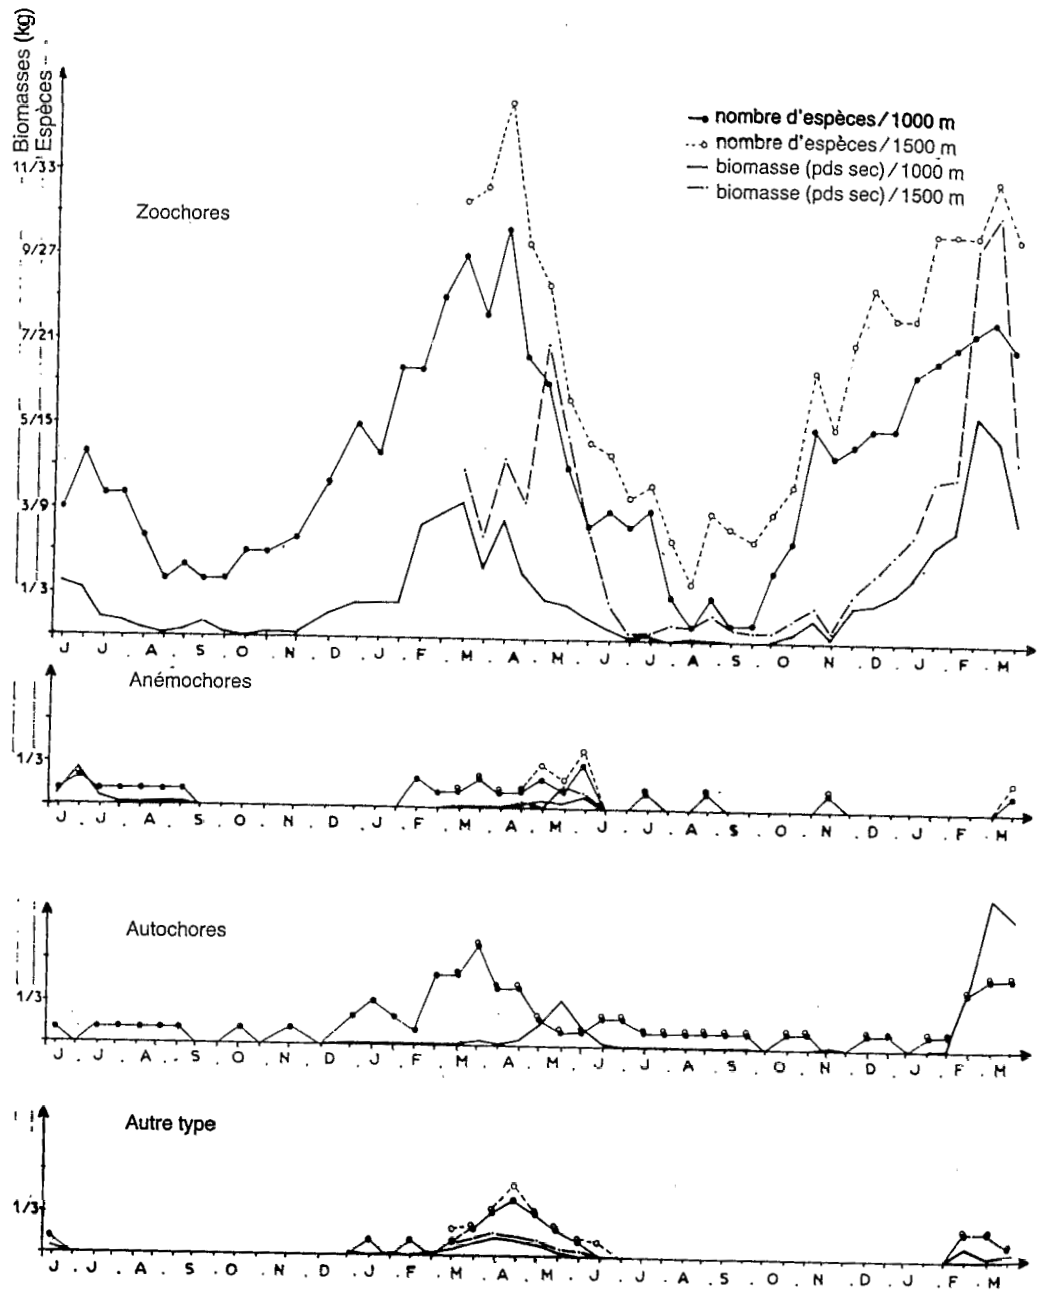 Biomasses (kg)
Espèces
nombre d'espèces/1000 m
nombre d'espèces/1500 m
biomasse (pds sec)/1000 m
biomasse (pds sec)/1500 m
11/33
Zoochores
9/27
7/21
5/15
3/9
1/3
J J . A . S . O . N . D . J . F . M . A . M . J . J . A . S . O . N . D . J . F . M .
Anémochores
1/3
J . J . A . S . O . N . D . J . F . M . A . M . J . J . A . S . O . N . D . J . F . M
Autochores
1/3
J . J . A . S . O . N . D . J . F . M . A . M . J . J . A . S . O . N . D . J . F . M .
Autre type
1/3
J . J . A . S . O . N . D . J . F . M . A . M . J . J . A . S . O . N . D . J . F . M .